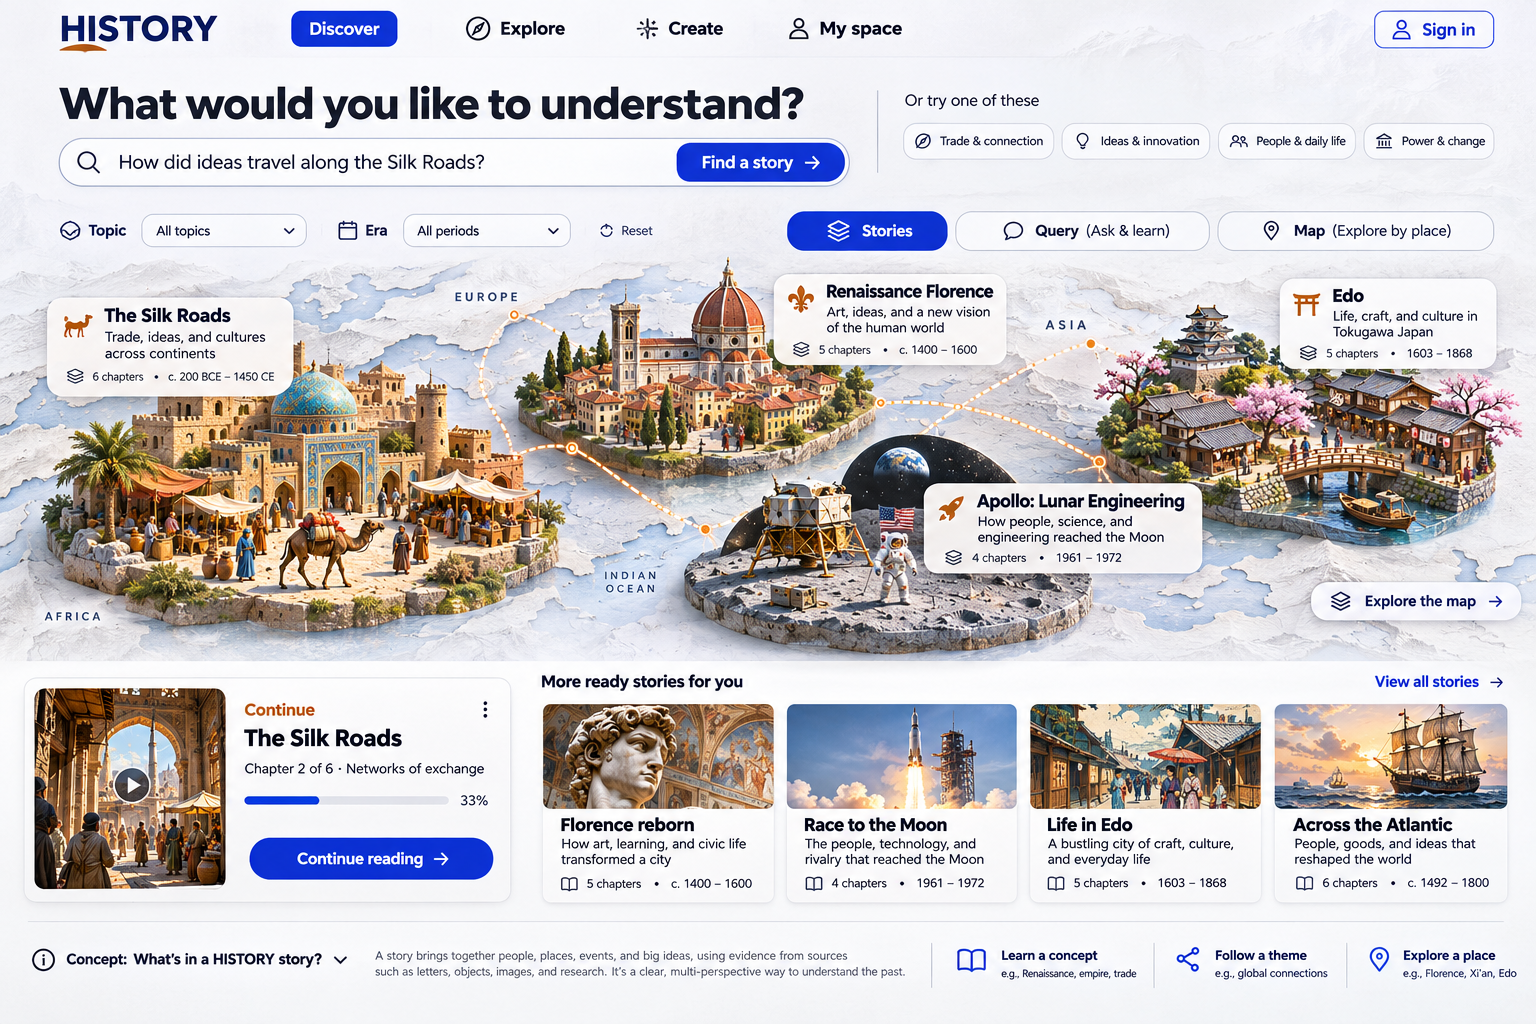 HISTORY
Discover
Explore
Create
My space
Sign in
What would you like to understand?
How did ideas travel along the Silk Roads?
Find a story
Or try one of these
Trade & connection
Ideas & innovation
People & daily life
Power & change
Topic
All topics
Era
All periods
Reset
Stories
Query (Ask & learn)
Map (Explore by place)
The Silk Roads
Trade, ideas, and cultures
across continents
6 chapters • c. 200 BCE – 1450 CE
EUROPE
Renaissance Florence
Art, ideas, and a new vision
of the human world
5 chapters • c. 1400 – 1600
ASIA
Edo
Life, craft, and culture in
Tokugawa Japan
5 chapters • 1603 – 1868
Apollo: Lunar Engineering
How people, science, and
engineering reached the Moon
4 chapters • 1961 – 1972
INDIAN
OCEAN
AFRICA
Explore the map
Continue
The Silk Roads
Chapter 2 of 6 · Networks of exchange
33%
Continue reading
More ready stories for you
View all stories
Florence reborn
How art, learning, and civic life
transformed a city
5 chapters • c. 1400 – 1600
Race to the Moon
The people, technology, and
rivalry that reached the Moon
4 chapters • 1961 – 1972
Life in Edo
A bustling city of craft, culture,
and everyday life
5 chapters • 1603 – 1868
Across the Atlantic
People, goods, and ideas that
reshaped the world
6 chapters • c. 1492 – 1800
Concept: What's in a HISTORY story?
A story brings together people, places, events, and big ideas, using evidence from sources
such as letters, objects, images, and research. It's a clear, multi-perspective way to understand the past.
Learn a concept
e.g., Renaissance, empire, trade
Follow a theme
e.g., global connections
Explore a place
e.g., Florence, Xi'an, Edo